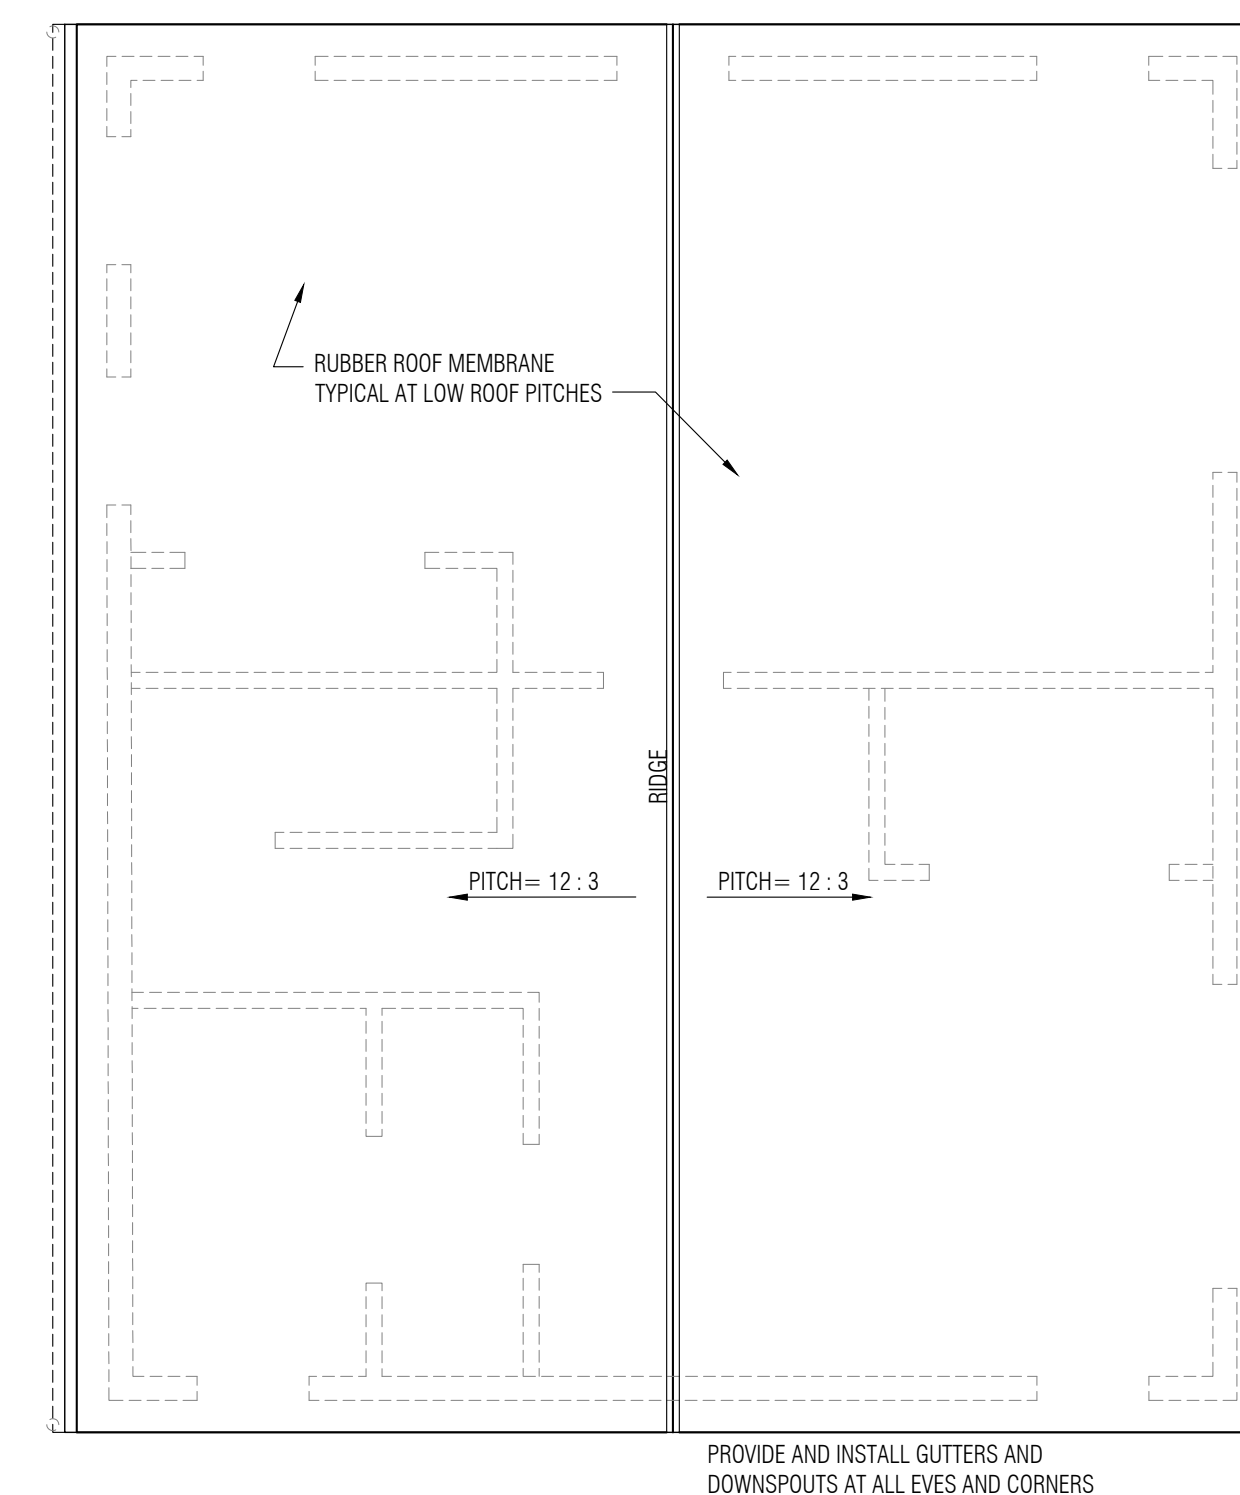 RUBBER ROOF MEMBRANE
TYPICAL AT LOW ROOF PITCHES
RIDGE
PITCH= 12 : 3
PITCH= 12 : 3
PROVIDE AND INSTALL GUTTERS AND
DOWNSPOUTS AT ALL EVES AND CORNERS